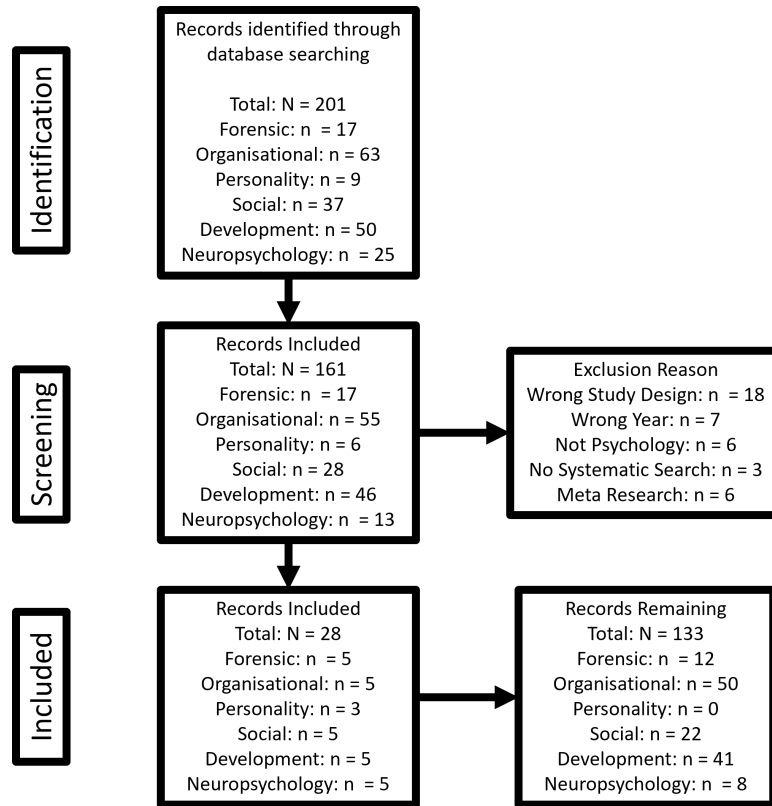 Identification
Records identified through
database searching
Total: N = 201
Forensic: n  = 17
Organisational: n = 63
Personality: n = 9
Social: n = 37
Development: n = 50
Neuropsychology: n  = 25
Screening
Records Included
Total: N = 161
Forensic: n  = 17
Organisational: n = 55
Personality: n = 6
Social: n = 28
Development: n = 46
Neuropsychology: n  = 13
Exclusion Reason
Wrong Study Design: n  = 18
Wrong Year: n = 7
Not Psychology: n = 6
No Systematic Search: n = 3
Meta Research: n = 6
Included
Records Included
Total: N = 28
Forensic: n  = 5
Organisational: n = 5
Personality: n = 3
Social: n = 5
Development: n = 5
Neuropsychology: n  = 5
Records Remaining
Total: N = 133
Forensic: n  = 12
Organisational: n = 50
Personality: n = 0
Social: n = 22
Development: n = 41
Neuropsychology: n  = 8